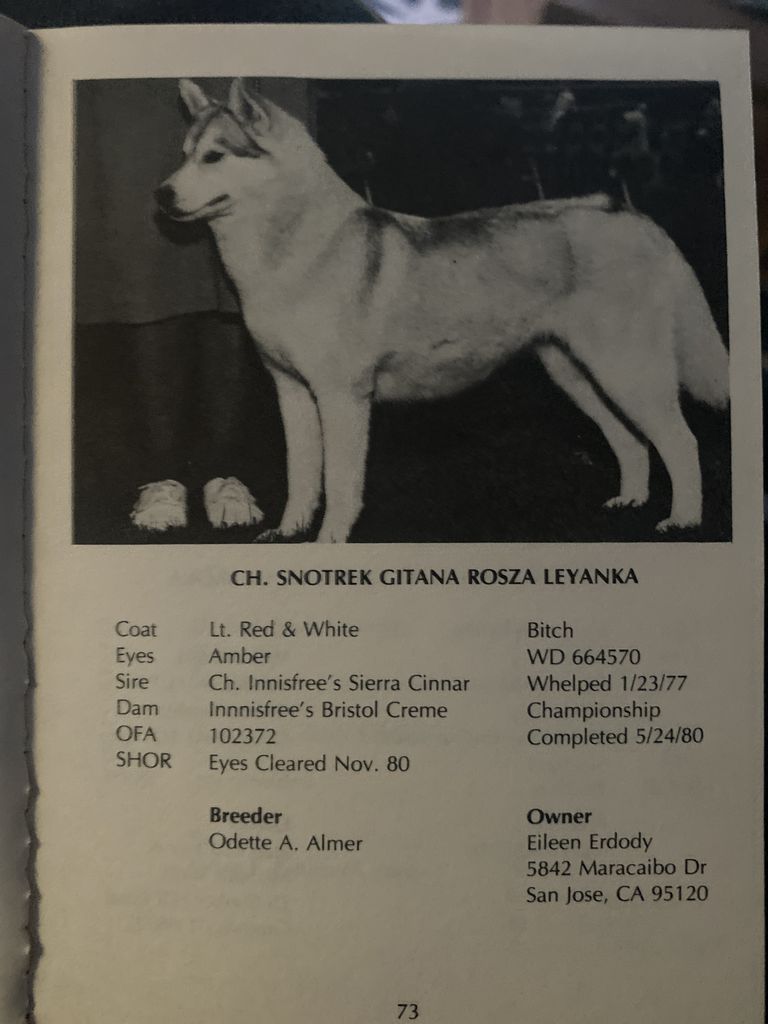 CH. SNOTREK GITANA ROSZA LEYANKA
Coat Lt. Red & White Bitch
Eyes Amber WD 664570
Sire Ch. Innisfree's Sierra Cinnar Whelped 1/23/77
Dam Innnisfree's Bristol Creme Championship
OFA 102372 Completed 5/24/80
SHOR Eyes Cleared Nov. 80
Breeder Owner
Odette A. Almer Eileen Erdody
5842 Maracaibo Dr
San Jose, CA 95120
73